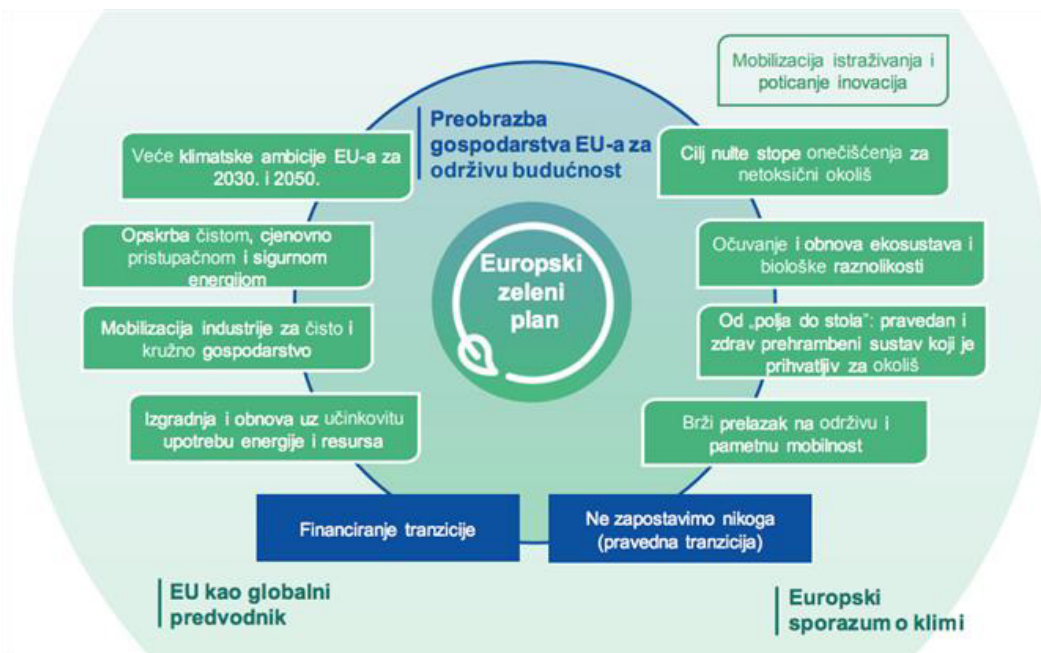 Mobilizacija istraživanja i
poticanje inovacija
Preobrazba
gospodarstva EU-a za
održivu budućnost
Veće klimatske ambicije EU-a za
2030. i 2050.
Cilj nulte stope onečišćenja za
netoksični okoliš
Opskrba čistom, cjenovno
pristupačnom i sigurnom
energijom
Očuvanje i obnova ekosustava i
biološke raznolikosti
Europski
zeleni
plan
Mobilizacija industrije za čisto i
kružno gospodarstvo
Od „polja do stola”: pravedan i
zdrav prehrambeni sustav koji je
prihvatljiv za okoliš
Izgradnja i obnova uz učinkovitu
upotrebu energije i resursa
Brži prelazak na održivu i
pametnu mobilnost
Financiranje tranzicije
Ne zapostavimo nikoga
(pravedna tranzicija)
EU kao globalni
predvodnik
Europski
sporazum o klimi